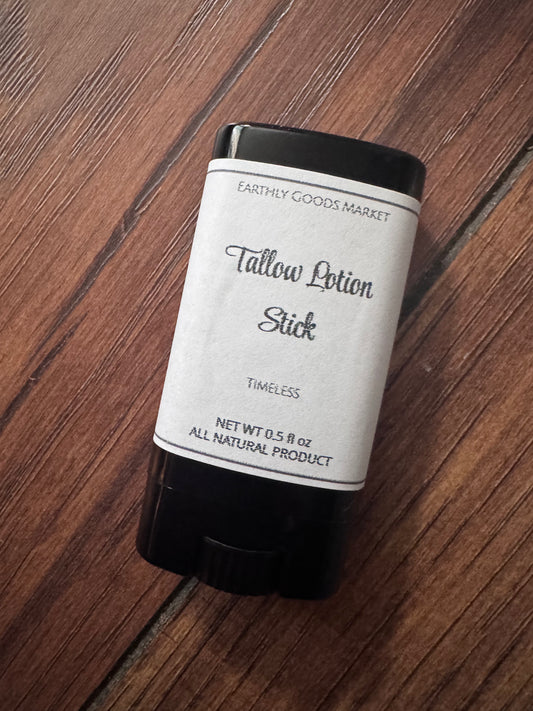 EARTHLY GOODS MARKET
Tallow Lotion
Stick
TIMELESS
NET WT 0.5 fl oz
ALL NATURAL PRODUCT